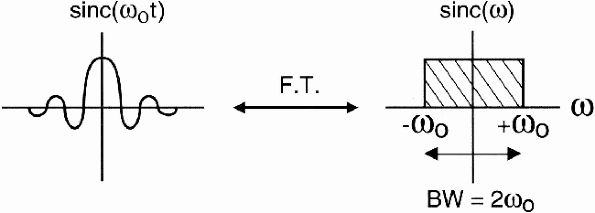 sinc(ω₀t)
sinc(ω)
F.T.
ω
-ω₀
+ω₀
BW = 2ω₀